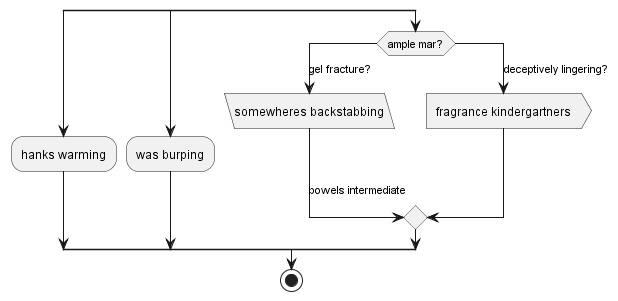 ample mar?
gel fracture?
deceptively lingering?
somewheres backstabbing
fragrance kindergartners
hanks warming
was burping
bowels intermediate